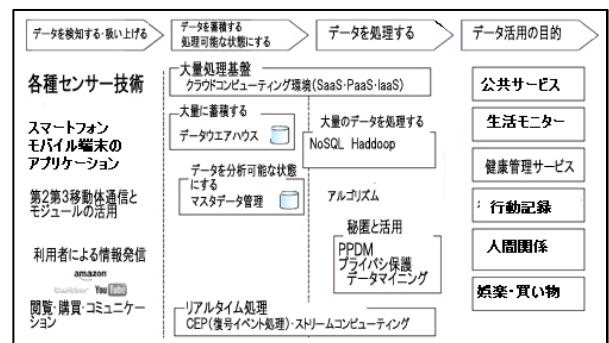 データを検知する・吸い上げる
データを蓄積する
処理可能な状態にする
データを処理する
データ活用の目的
各種センサー技術
スマートフォン
モバイル端末の
アプリケーション
第2第3移動体通信と
モジュールの活用
利用者による情報発信
amazon
twitter You Tube
閲覧・購買・コミュニケー
ション
大量処理基盤
クラウドコンピューティング環境(SaaS・PaaS・IaaS)
大量に蓄積する
データウエアハウス
データを分析可能な状態
にする
マスタデータ管理
大量のデータを処理する
NoSQL Haddoop
アルゴリズム
秘匿と活用
PPDM
プライバシ保護
データマイニング
リアルタイム処理
CEP(復号イベント処理)・ストリームコンピューティング
公共サービス
生活モニター
健康管理サービス
行動記録
人間関係
娯楽・買い物